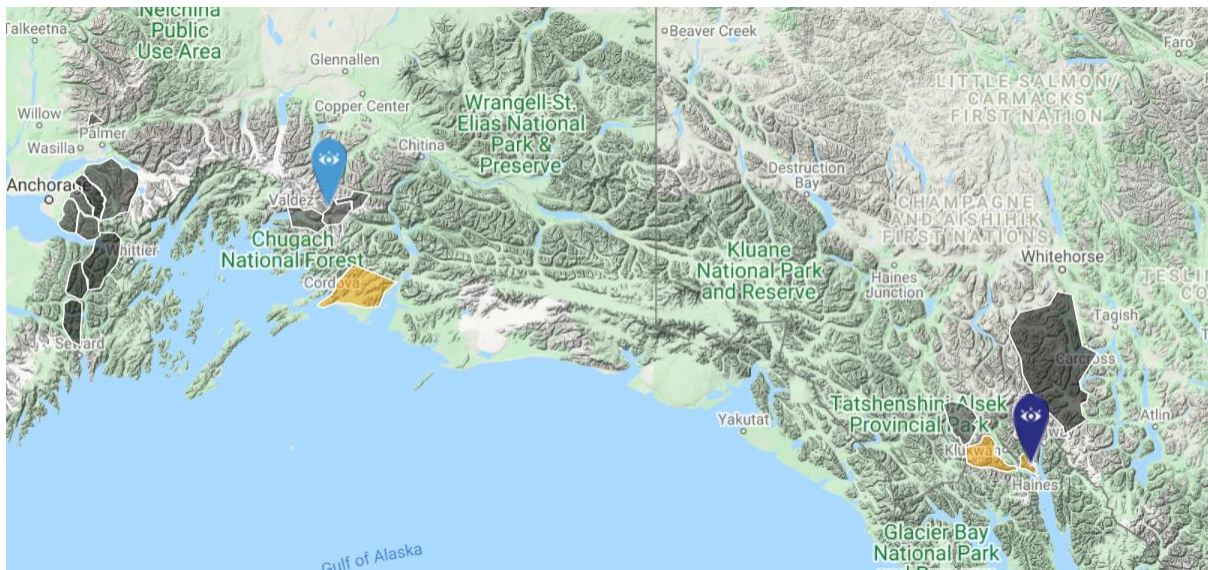 Nelchina
Public
Use Area
Talkeetna
Glennallen
Beaver Creek
Faro
Willow
Copper Center
Wrangell-St.
Elias National
Park &
Preserve
LITTLE SALMON/
CARMACKS
FIRST NATION
Palmer
Wasilla
Chitina
Destruction
Bay
Anchorage
Valdez
CHAMPAGNE
AND AISHIHIK
FIRST NATIONS
Whittier
Chugach
National Forest
Kluane
National Park
and Reserve
Whitehorse
Cordova
Haines
Junction
TESLIN
Tagish
Seward
Carcross
Tatshenshini-Alsek
Provincial Park
Yakutat
Atlin
Klukwan
Haines
Glacier Bay
National Park
Gulf of Alaska